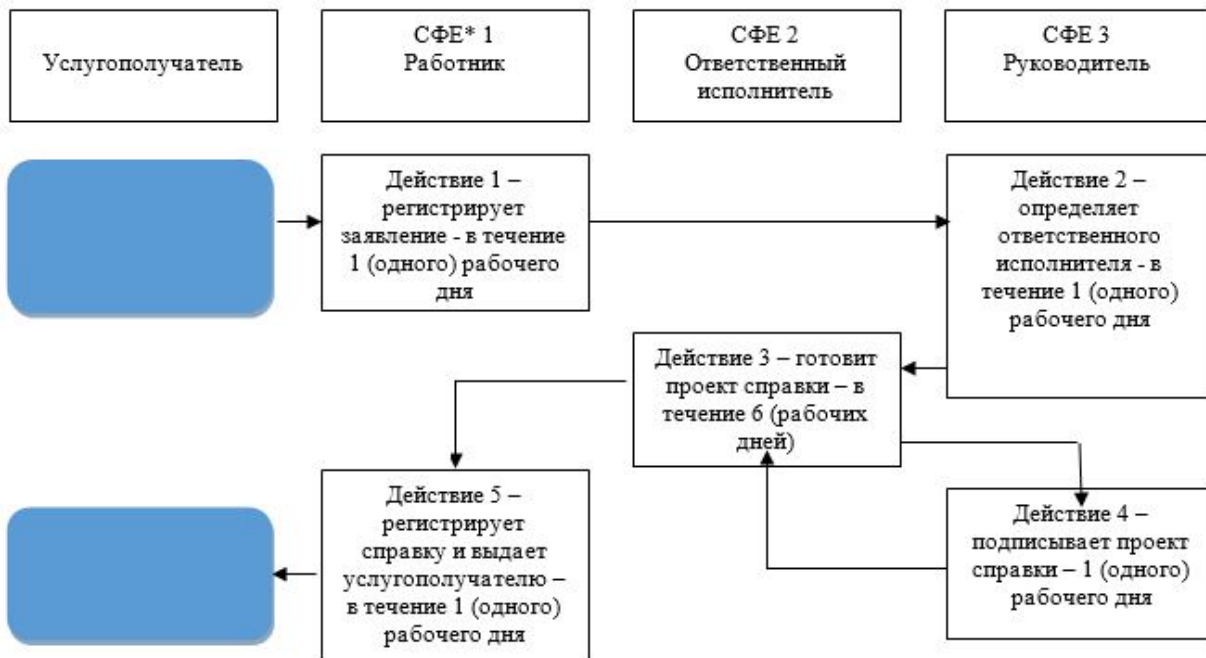 Услугополучатель
СФЕ* 1
Работник
СФЕ 2
Ответственный
исполнитель
СФЕ 3
Руководитель
Действие 1 –
регистрирует
заявление - в течение
1 (одного) рабочего
дня
Действие 2 –
определяет
ответственного
исполнителя - в
течение 1 (одного)
рабочего дня
Действие 3 – готовит
проект справки – в
течение 6 (рабочих
дней)
Действие 4 –
подписывает проект
справки – 1 (одного)
рабочего дня
Действие 5 –
регистрирует
справку и выдает
услугополучателю –
в течение 1 (одного)
рабочего дня